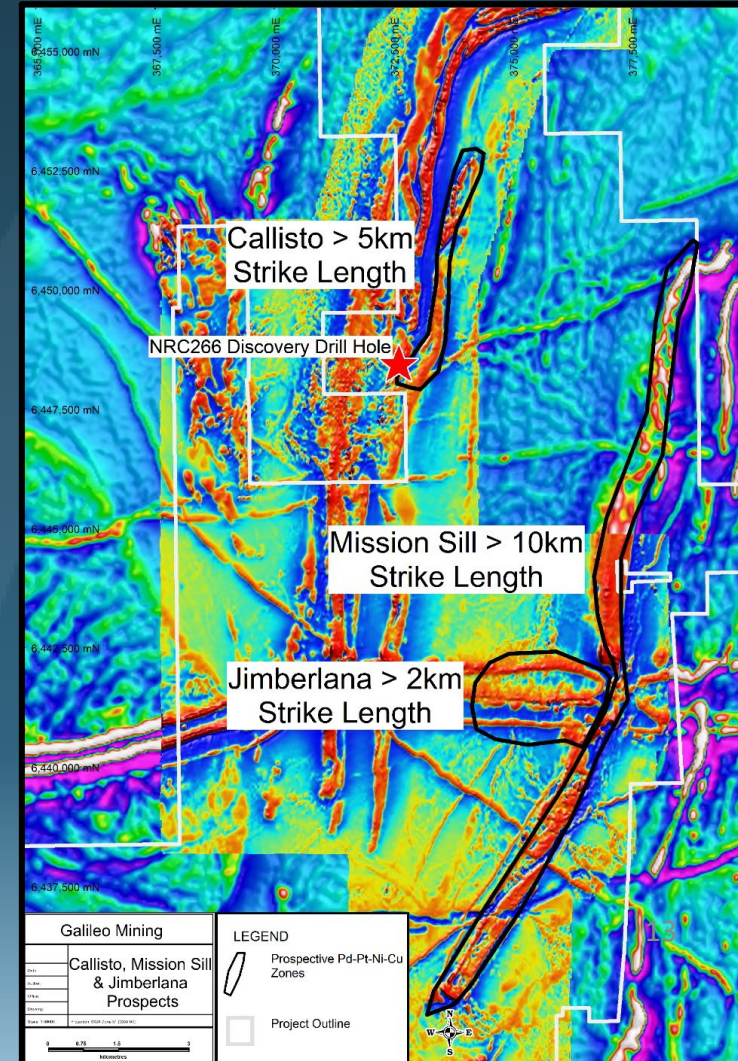 365,000 mE
367,500 mE
370,000 mE
372,500 mE
375,000 mE
377,500 mE
6,455,000 mN
6,452,500 mN
Callisto > 5km
Strike Length
6,450,000 mN
NRC266 Discovery Drill Hole
6,447,500 mN
6,445,000 mN
Mission Sill > 10km
Strike Length
6,442,500 mN
Jimberlana > 2km
Strike Length
6,440,000 mN
6,437,500 mN
13
Galileo Mining
Callisto, Mission Sill
& Jimberlana
Prospects
0 0.75 1.5 3
kilometres
LEGEND
Prospective Pd-Pt-Ni-Cu
Zones
Project Outline
N
W E
S